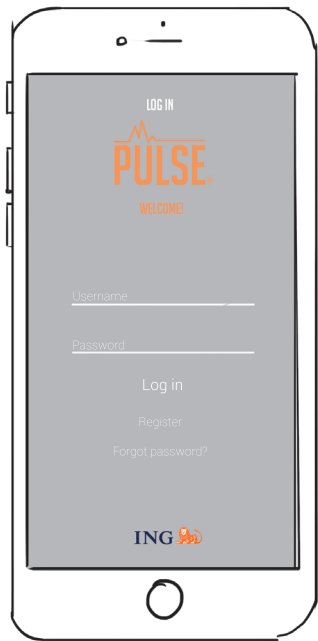 LOG IN
PULSE
WELCOME!
Username
Password
Log in
Register
Forgot password?
ING